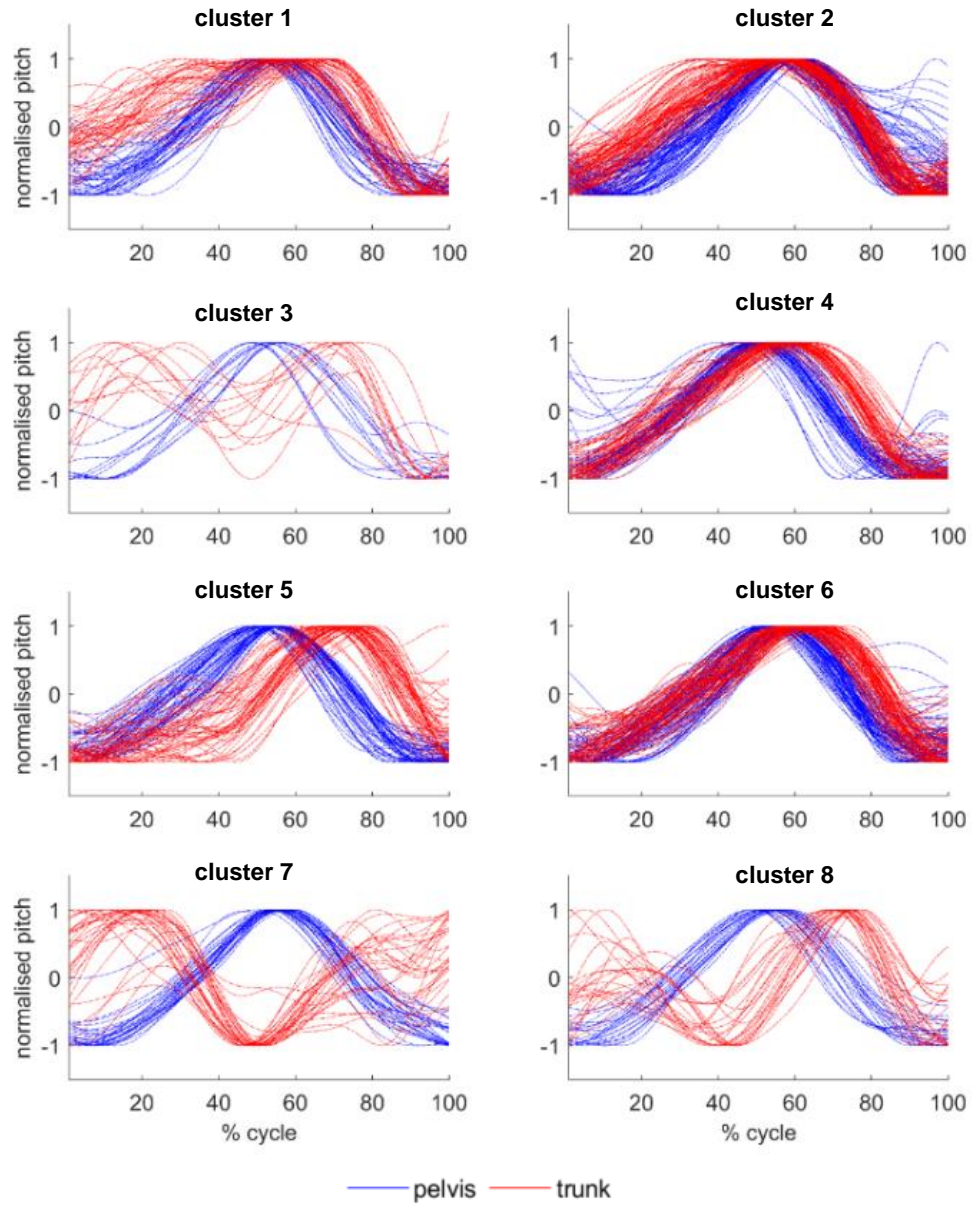 cluster 1
normalised pitch
1
0
-1
20 40 60 80 100
cluster 2
1
0
-1
20 40 60 80 100
cluster 3
normalised pitch
1
0
-1
20 40 60 80 100
cluster 4
1
0
-1
20 40 60 80 100
cluster 5
normalised pitch
1
0
-1
20 40 60 80 100
cluster 6
1
0
-1
20 40 60 80 100
cluster 7
normalised pitch
1
0
-1
20 40 60 80 100
% cycle
cluster 8
1
0
-1
20 40 60 80 100
% cycle
pelvis trunk